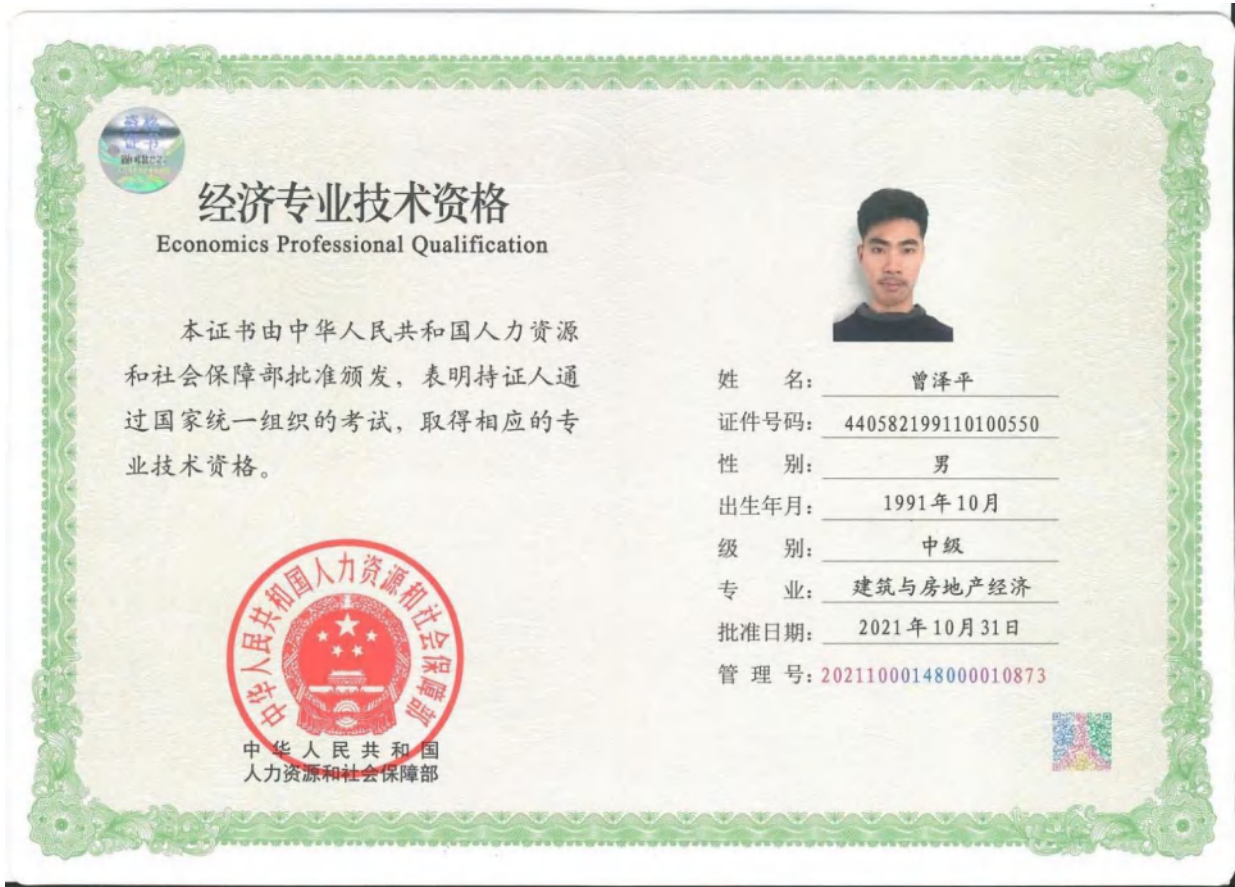 资格
证书
经济专业技术资格
Economics Professional Qualification
本证书由中华人民共和国人力资源
和社会保障部批准颁发，表明持证人通
过国家统一组织的考试，取得相应的专
业技术资格。
中华人民共和国人力资源和社会保障部
中华人民共和国
人力资源和社会保障部
姓 名： 曾泽平
证件号码： 440582199110100550
性 别： 男
出生年月： 1991年10月
级 别： 中级
专 业： 建筑与房地产经济
批准日期： 2021年10月31日
管 理 号：20211000148000010873